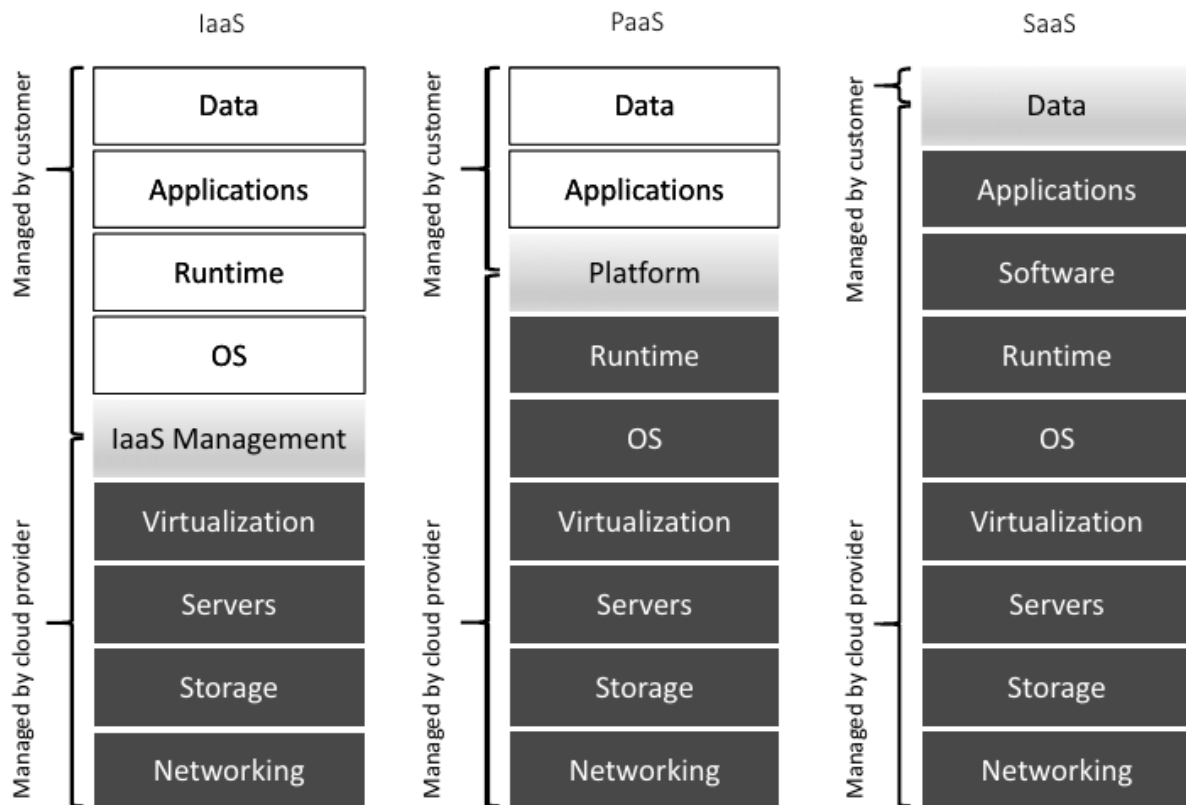 IaaS
Managed by customer
Data
Applications
Runtime
OS
IaaS Management
Managed by cloud provider
Virtualization
Servers
Storage
Networking
PaaS
Managed by customer
Data
Applications
Platform
Managed by cloud provider
Runtime
OS
Virtualization
Servers
Storage
Networking
SaaS
Managed by customer
Data
Managed by cloud provider
Applications
Software
Runtime
OS
Virtualization
Servers
Storage
Networking